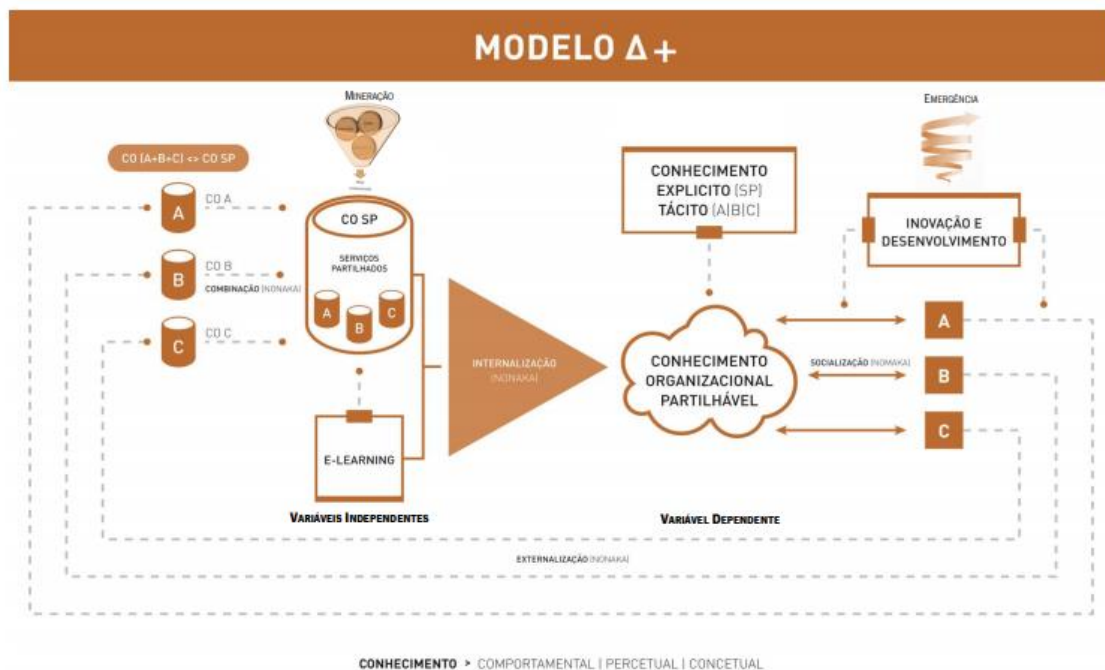 MODELO Δ+
MINERAÇÃO
EMERGÊNCIA
CO (A+B+C) <> CO SP
A
CO A
B
CO B
COMBINAÇÃO (NONAKA)
C
CO C
CO SP
SERVIÇOS
PARTILHADOS
A
B
C
E-LEARNING
VARIÁVEIS INDEPENDENTES
INTERNALIZAÇÃO
(NONAKA)
CONHECIMENTO
EXPLICITO (SP)
TÁCITO (A|B|C)
CONHECIMENTO
ORGANIZACIONAL
PARTILHÁVEL
VARIÁVEL DEPENDENTE
INOVAÇÃO E
DESENVOLVIMENTO
SOCIALIZAÇÃO (NOMAKA)
A
B
C
EXTERNALIZAÇÃO (NONAKA)
CONHECIMENTO > COMPORTAMENTAL | PERCETUAL | CONCETUAL